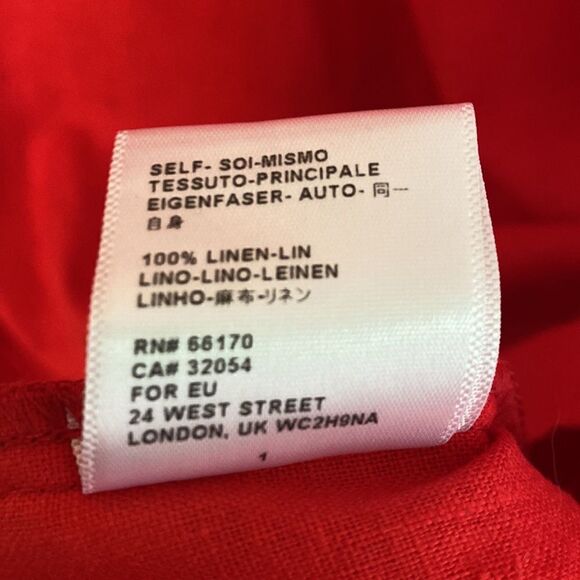 SELF- SOI-MISMO
TESSUTO-PRINCIPALE
EIGENFASER- AUTO- 同一
自身
100% LINEN-LIN
LINO-LINO-LEINEN
LINHO-麻布-リネン
RN# 66170
CA# 32054
FOR EU
24 WEST STREET
LONDON, UK WC2H9NA
1